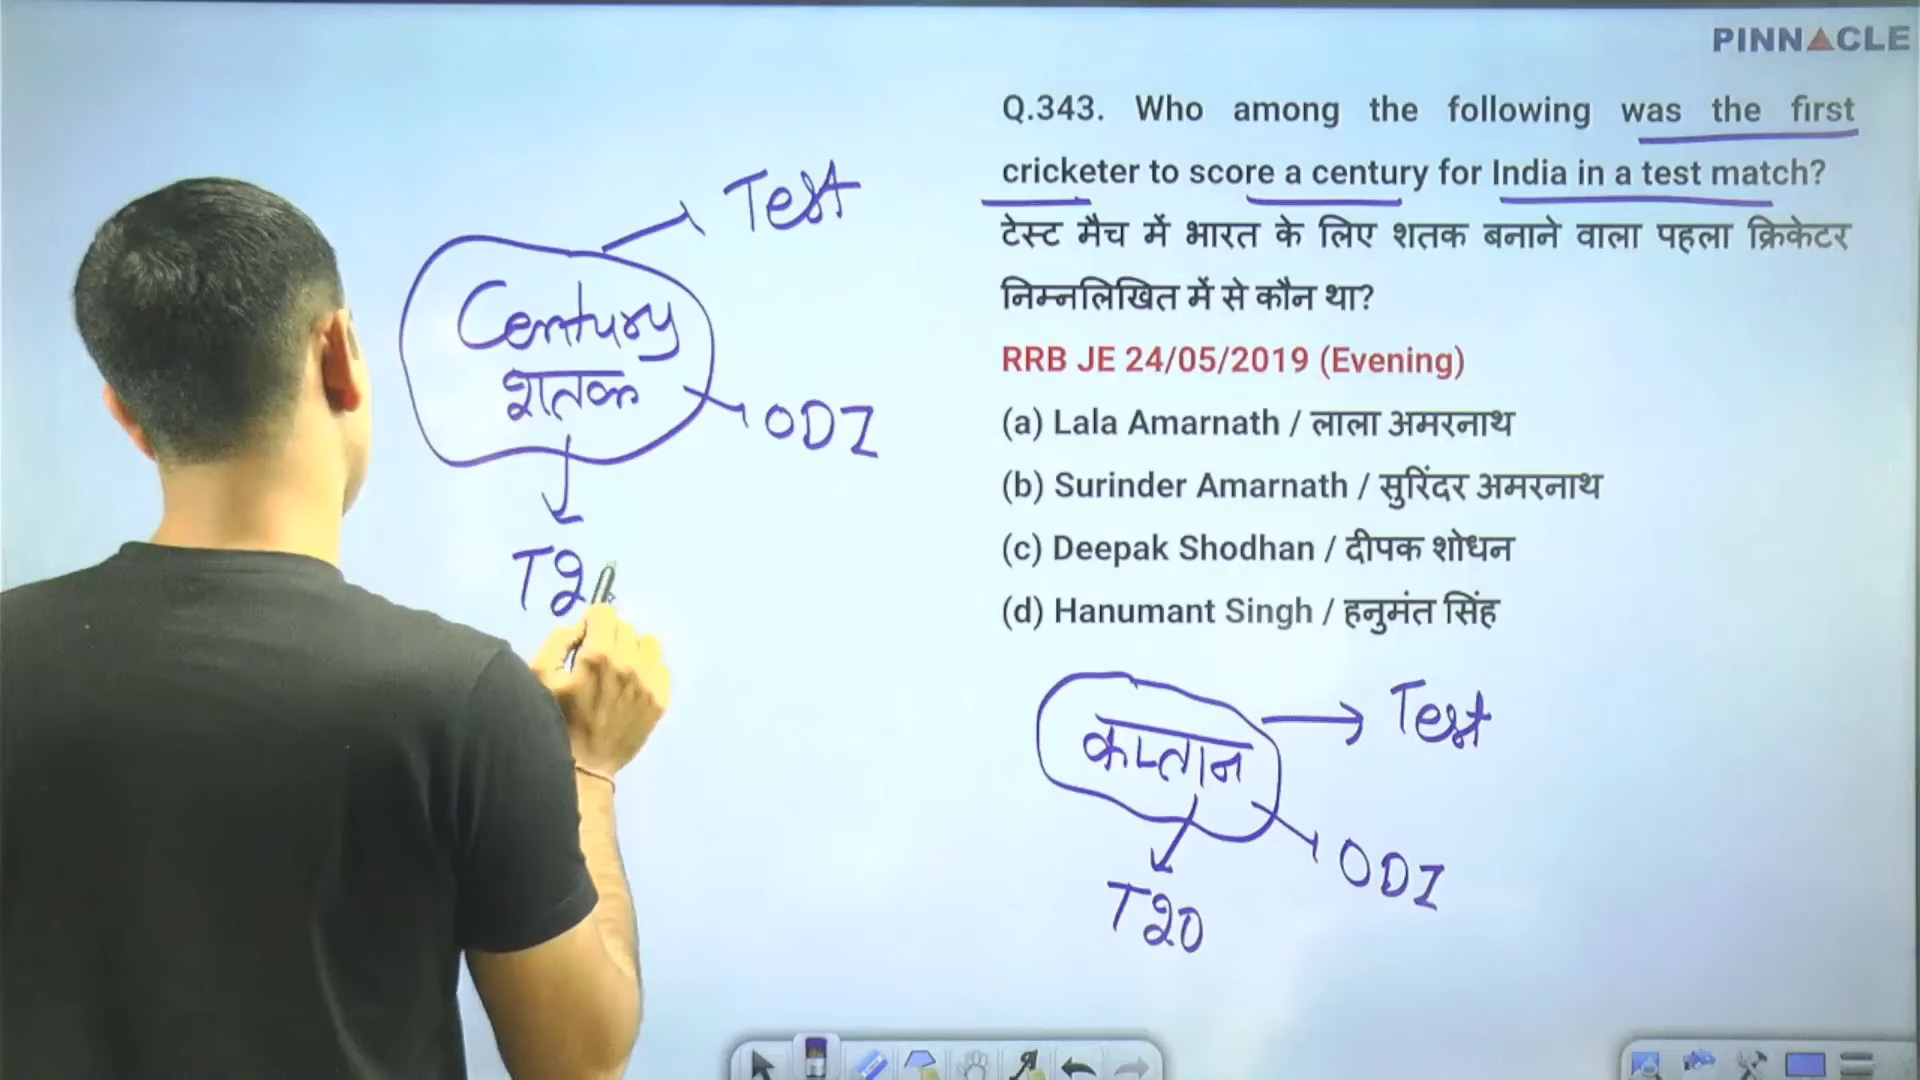 PINNACLE
Q.343. Who among the following was the first
cricketer to score a century for India in a test match?
टेस्ट मैच में भारत के लिए शतक बनाने वाला पहला क्रिकेटर
निम्नलिखित में से कौन था?
RRB JE 24/05/2019 (Evening)
(a) Lala Amarnath / लाला अमरनाथ
(b) Surinder Amarnath / सुरिंदर अमरनाथ
(c) Deepak Shodhan / दीपक शोधन
(d) Hanumant Singh / हनुमंत सिंह
Test
Century
शतक
ODI
T2
कप्तान
Test
ODI
T20